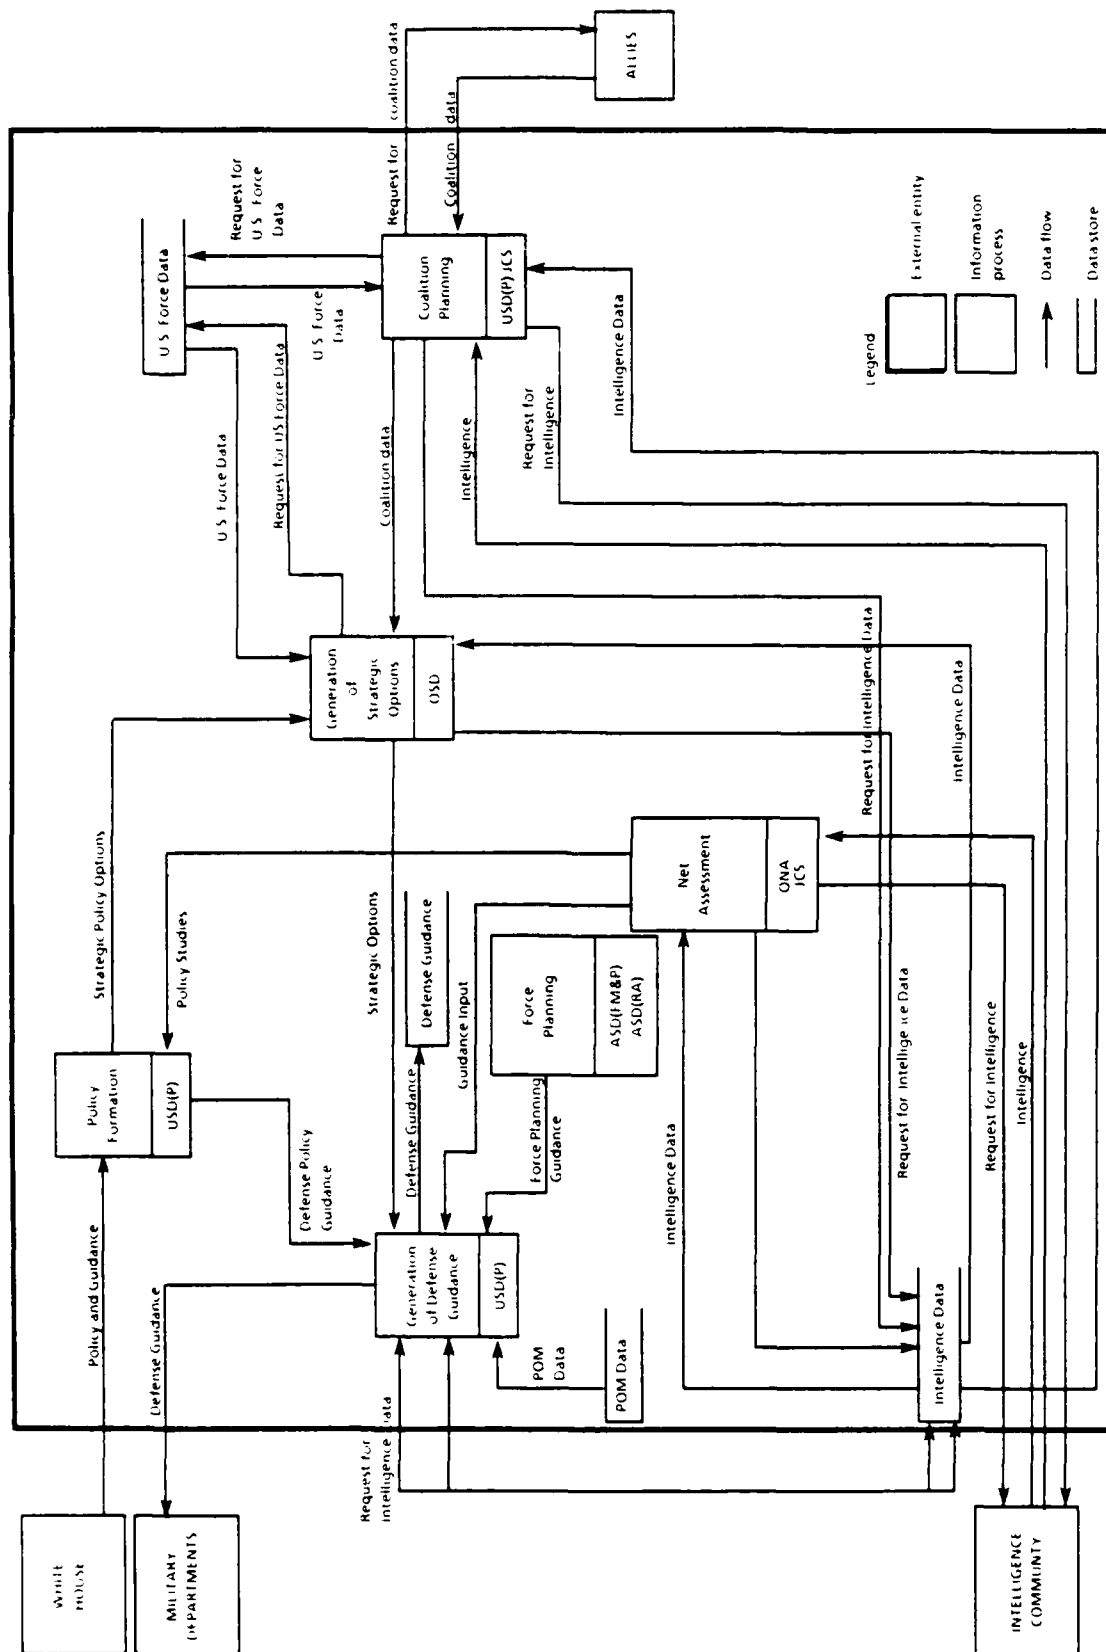 WHITE
HOUSE
MILITARY
DEPARTMENTS
INTELLIGENCE
COMMUNTY
Policy and Guidance
Defense Guidance
Request for
Intelligence Data
Policy
Formation
USD(P)
Strategic Policy Options
Policy Studies
Defense Policy
Guidance
Generation
of Defense
Guidance
USD(P)
POM
Data
POM Data
Defense Guidance
Defense Guidance
Strategic Options
Guidance Input
Force Planning
Guidance
Force
Planning
ASD(FM&P)
ASD(RA)
Net
Assessment
ONA
JCS
Intelligence Data
Intelligence Data
Generation
of
Strategic
Options
OSD
U S Force Data
Request for US Force Data
Coalition data
U S Force Data
Request for
U S Force
Data
U S Force
Data
Coalition
Planning
USD(P) JCS
Request for coalition data
Coalition data
ALLIES
Intelligence
Request for
Intelligence
Intelligence Data
Request for Intelligence Data
Intelligence Data
Request for Data
Request for Intelligence
Intelligence
Legend
External entity
Information
process
Data flow
Data store